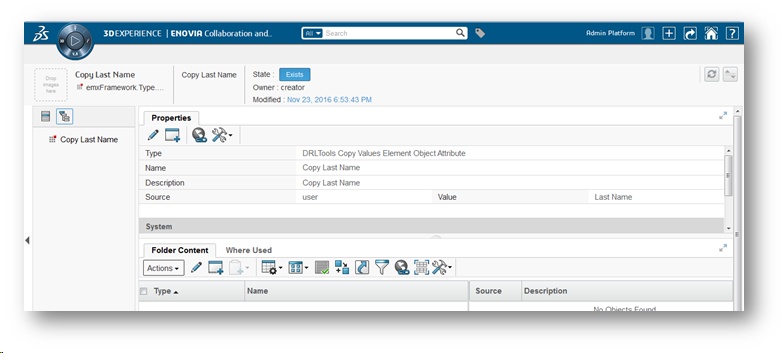 3DEXPERIENCE | ENOVIA Collaboration and..
All
Search
Admin Platform
Drop images here
Copy Last Name
emxFramework.Type....
Copy Last Name
State : Exists
Owner : creator
Modified : Nov 23, 2016 6:53:43 PM
Copy Last Name
Properties
Type DRLTools Copy Values Element Object Attribute
Name Copy Last Name
Description Copy Last Name
Source user Value Last Name
System
Folder Content Where Used
Actions
Type Name Source Description
No Objects Found